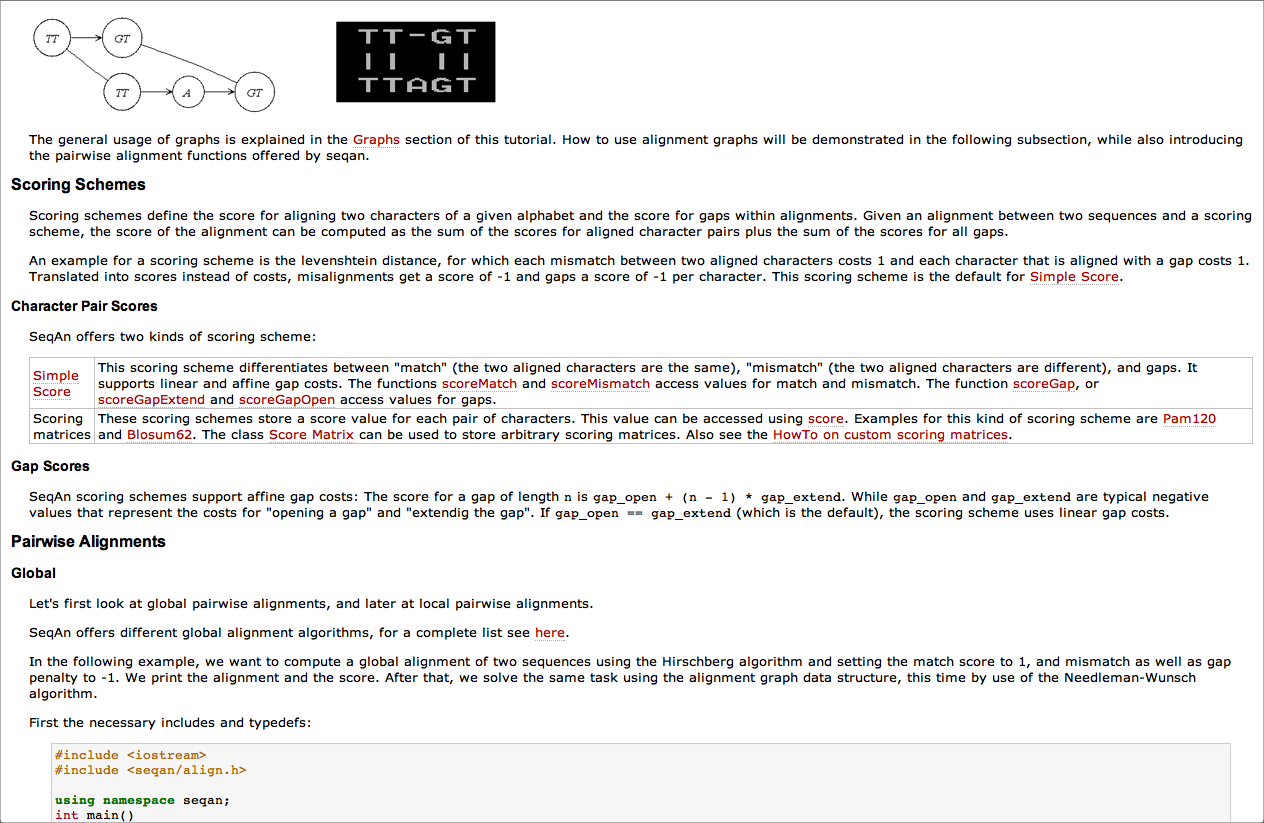 TT GT
TT A GT
TT-GT
|| ||
TTAGT
The general usage of graphs is explained in the Graphs section of this tutorial. How to use alignment graphs will be demonstrated in the following subsection, while also introducing
the pairwise alignment functions offered by seqan.
Scoring Schemes
Scoring schemes define the score for aligning two characters of a given alphabet and the score for gaps within alignments. Given an alignment between two sequences and a scoring
scheme, the score of the alignment can be computed as the sum of the scores for aligned character pairs plus the sum of the scores for all gaps.
An example for a scoring scheme is the levenshtein distance, for which each mismatch between two aligned characters costs 1 and each character that is aligned with a gap costs 1.
Translated into scores instead of costs, misalignments get a score of -1 and gaps a score of -1 per character. This scoring scheme is the default for Simple Score.
Character Pair Scores
SeqAn offers two kinds of scoring scheme:
Simple
Score
This scoring scheme differentiates between "match" (the two aligned characters are the same), "mismatch" (the two aligned characters are different), and gaps. It
supports linear and affine gap costs. The functions scoreMatch and scoreMismatch access values for match and mismatch. The function scoreGap, or
scoreGapExtend and scoreGapOpen access values for gaps.
Scoring
matrices
These scoring schemes store a score value for each pair of characters. This value can be accessed using score. Examples for this kind of scoring scheme are Pam120
and Blosum62. The class Score Matrix can be used to store arbitrary scoring matrices. Also see the HowTo on custom scoring matrices.
Gap Scores
SeqAn scoring schemes support affine gap costs: The score for a gap of length n is gap_open + (n - 1) * gap_extend. While gap_open and gap_extend are typical negative
values that represent the costs for "opening a gap" and "extendig the gap". If gap_open == gap_extend (which is the default), the scoring scheme uses linear gap costs.
Pairwise Alignments
Global
Let's first look at global pairwise alignments, and later at local pairwise alignments.
SeqAn offers different global alignment algorithms, for a complete list see here.
In the following example, we want to compute a global alignment of two sequences using the Hirschberg algorithm and setting the match score to 1, and mismatch as well as gap
penalty to -1. We print the alignment and the score. After that, we solve the same task using the alignment graph data structure, this time by use of the Needleman-Wunsch
algorithm.
First the necessary includes and typedefs:
#include <iostream>
#include <seqan/align.h>
using namespace seqan;
int main()